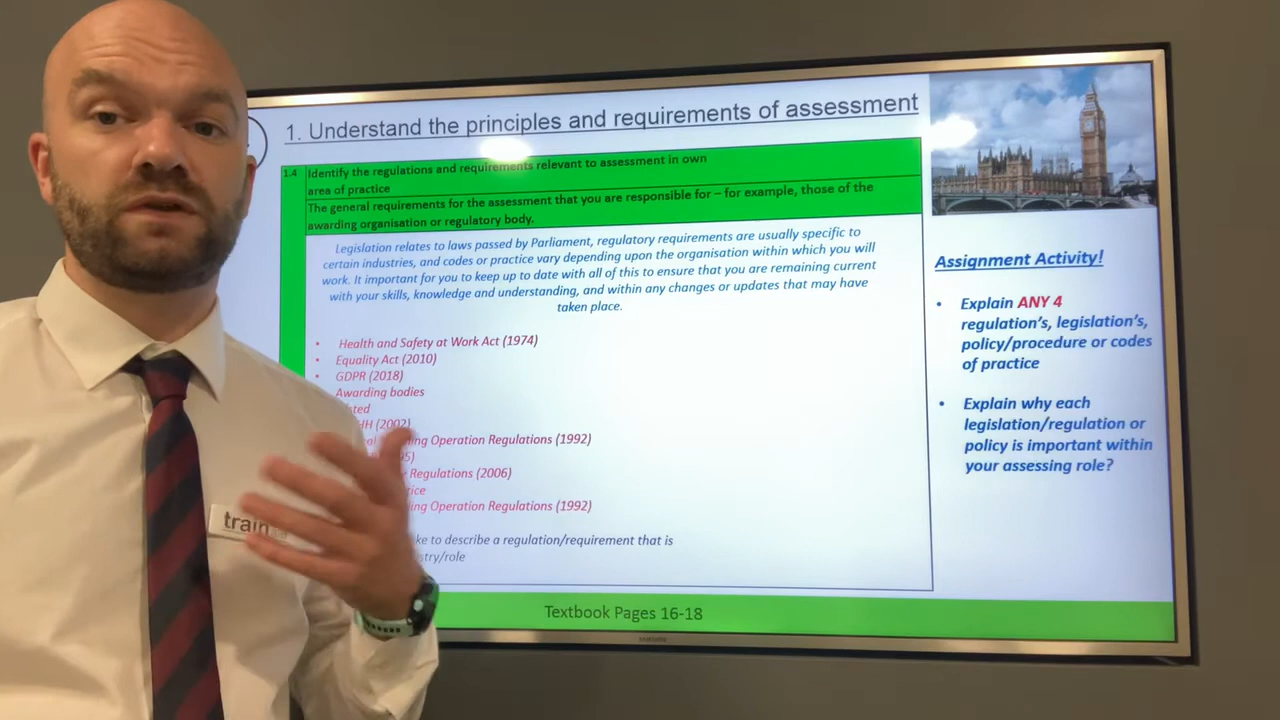 1. Understand the principles and requirements of assessment
1.4 Identify the regulations and requirements relevant to assessment in own
area of practice
The general requirements for the assessment that you are responsible for – for example, those of the
awarding organisation or regulatory body.
Legislation relates to laws passed by Parliament, regulatory requirements are usually specific to
certain industries, and codes or practice vary depending upon the organisation within which you will
work. It important for you to keep up to date with all of this to ensure that you are remaining current
with your skills, knowledge and understanding, and within any changes or updates that may have
taken place.
• Health and Safety at Work Act (1974)
• Equality Act (2010)
• GDPR (2018)
Awarding bodies
(2002)
Operation Regulations (1992)
Regulations (2006)
Operation Regulations (1992)
to describe a regulation/requirement that is
Textbook Pages 16-18
SAMSUNG
Assignment Activity!
• Explain ANY 4
regulation's, legislation's,
policy/procedure or codes
of practice
• Explain why each
legislation/regulation or
policy is important within
your assessing role?
train